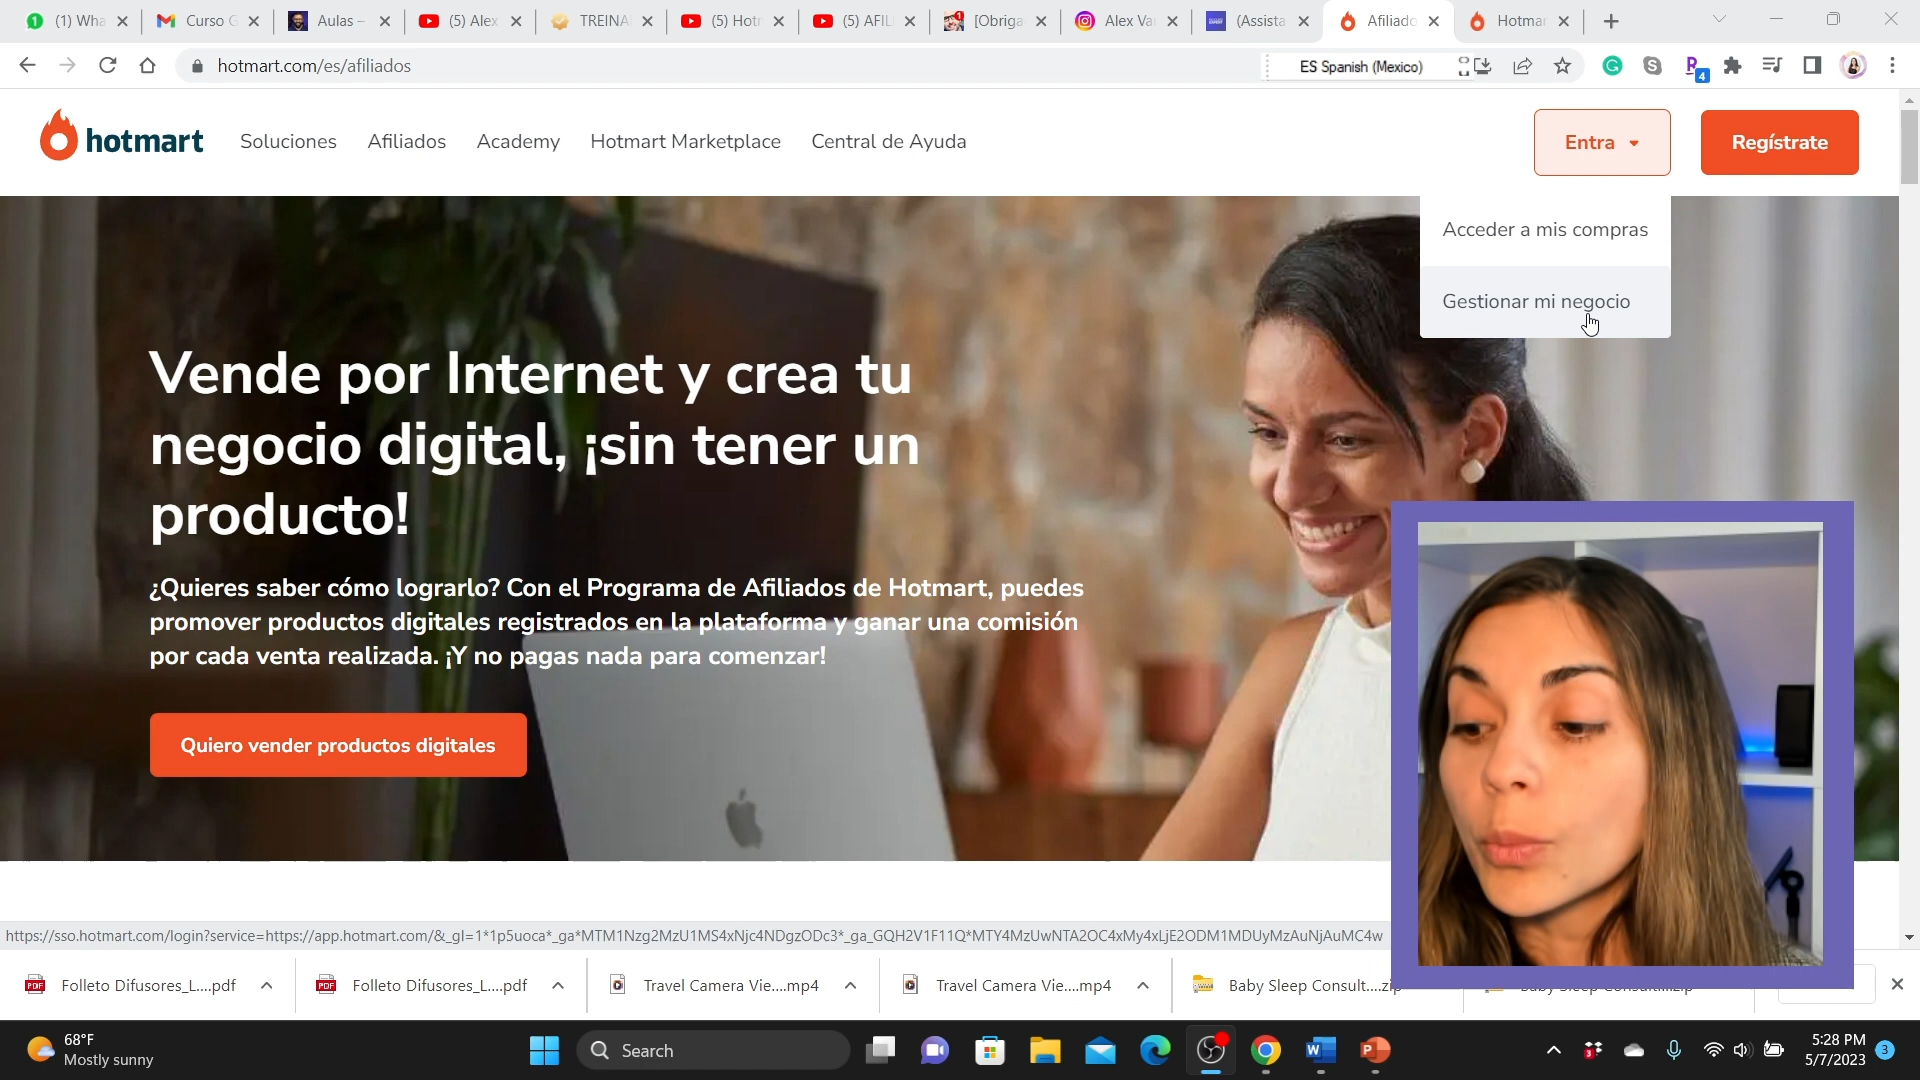 (1) Wha
Curso G
Aulas –
(5) Alex
TREINA
(5) Hotm
(5) AFIL
[Obriga
Alex Va
(Assista
Afiliado
Hotmar
hotmart.com/es/afiliados
ES Spanish (Mexico)
4
hotmart
Soluciones
Afiliados
Academy
Hotmart Marketplace
Central de Ayuda
Entra
Regístrate
Acceder a mis compras
Gestionar mi negocio
Vende por Internet y crea tu
negocio digital, ¡sin tener un
producto!
¿Quieres saber cómo lograrlo? Con el Programa de Afiliados de Hotmart, puedes
promover productos digitales registrados en la plataforma y ganar una comisión
por cada venta realizada. ¡Y no pagas nada para comenzar!
Quiero vender productos digitales
https://sso.hotmart.com/login?service=https://app.hotmart.com/&_gl=1*1p5uoca*_ga*MTM1Nzg2MzU1MS4xNjc4NDgzODc3*_ga_GQH2V1F11Q*MTY4MzUwNTA2OC4xMy4xLjE2ODM1MDUyMzAuNjAuMC4w
Folleto Difusores_L....pdf
Folleto Difusores_L....pdf
Travel Camera Vie....mp4
Travel Camera Vie....mp4
Baby Sleep Consult....zip
68°F
Mostly sunny
Search
5:28 PM
5/7/2023
3